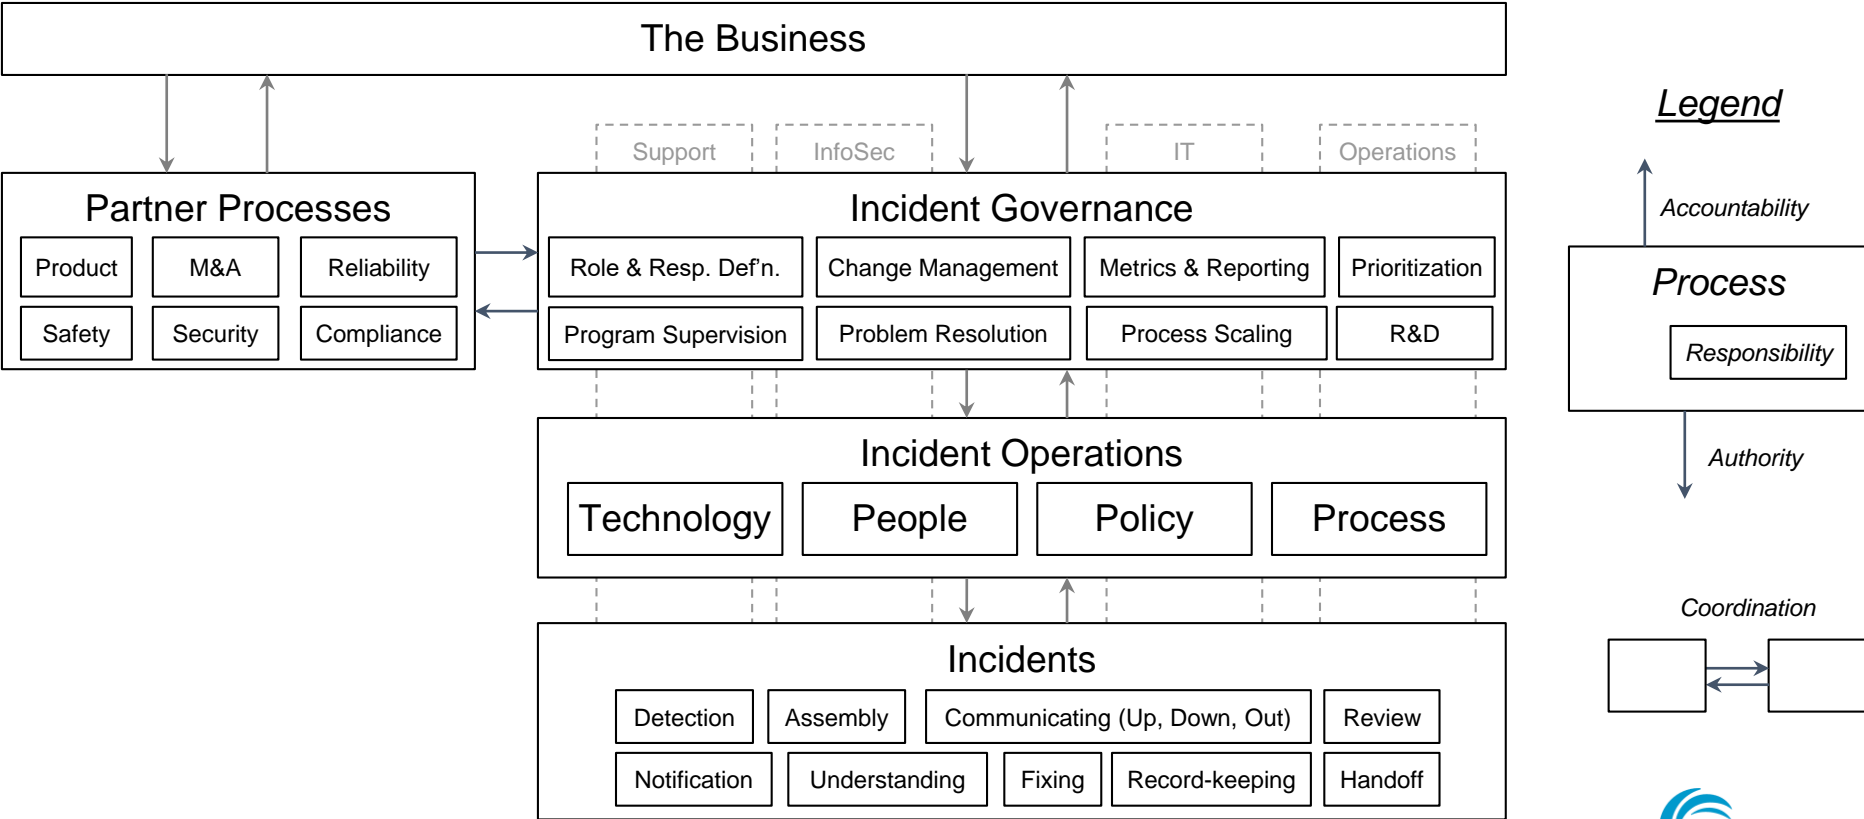 The Business
Legend
Support
InfoSec
IT
Operations
Accountability
Partner Processes
Product
M&A
Reliability
Safety
Security
Compliance
Incident Governance
Role & Resp. Def'n.
Change Management
Metrics & Reporting
Prioritization
Program Supervision
Problem Resolution
Process Scaling
R&D
Process
Responsibility
Authority
Incident Operations
Technology
People
Policy
Process
Coordination
Incidents
Detection
Assembly
Communicating (Up, Down, Out)
Review
Notification
Understanding
Fixing
Record-keeping
Handoff